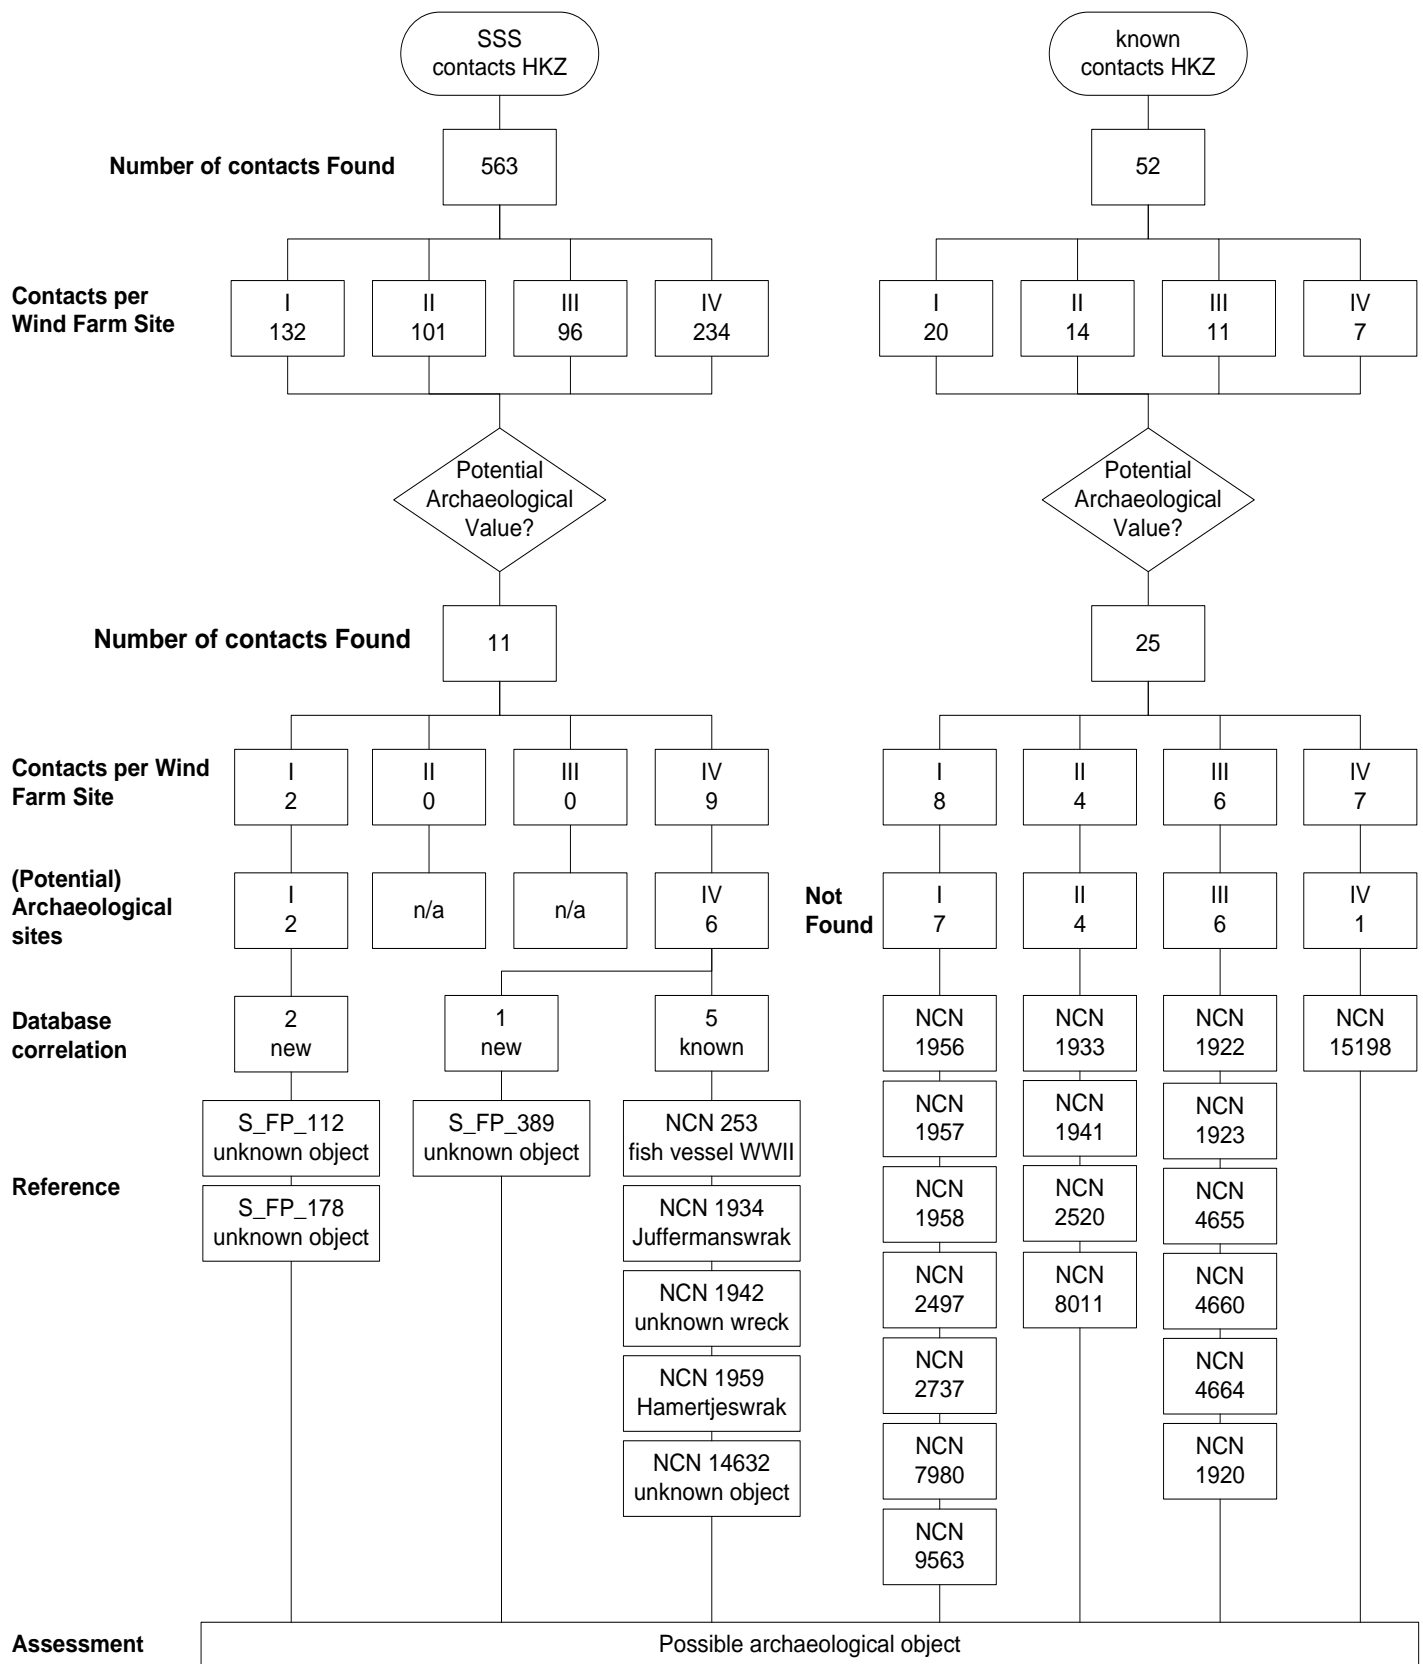 SSS
contacts HKZ
known
contacts HKZ
Number of contacts Found
563
52
Contacts per
Wind Farm Site
I
132
II
101
III
96
IV
234
I
20
II
14
III
11
IV
7
Potential
Archaeological
Value?
Potential
Archaeological
Value?
Number of contacts Found
11
25
Contacts per Wind
Farm Site
I
2
II
0
III
0
IV
9
I
8
II
4
III
6
IV
7
(Potential)
Archaeological
sites
I
2
n/a
n/a
IV
6
Not
Found
I
7
II
4
III
6
IV
1
Database
correlation
2
new
1
new
5
known
Reference
S_FP_112
unknown object
S_FP_178
unknown object
S_FP_389
unknown object
NCN 253
fish vessel WWII
NCN 1934
Juffermanswrak
NCN 1942
unknown wreck
NCN 1959
Hamertjeswrak
NCN 14632
unknown object
NCN
1956
NCN
1957
NCN
1958
NCN
2497
NCN
2737
NCN
7980
NCN
9563
NCN
1933
NCN
1941
NCN
2520
NCN
8011
NCN
1922
NCN
1923
NCN
4655
NCN
4660
NCN
4664
NCN
1920
NCN
15198
Assessment
Possible archaeological object